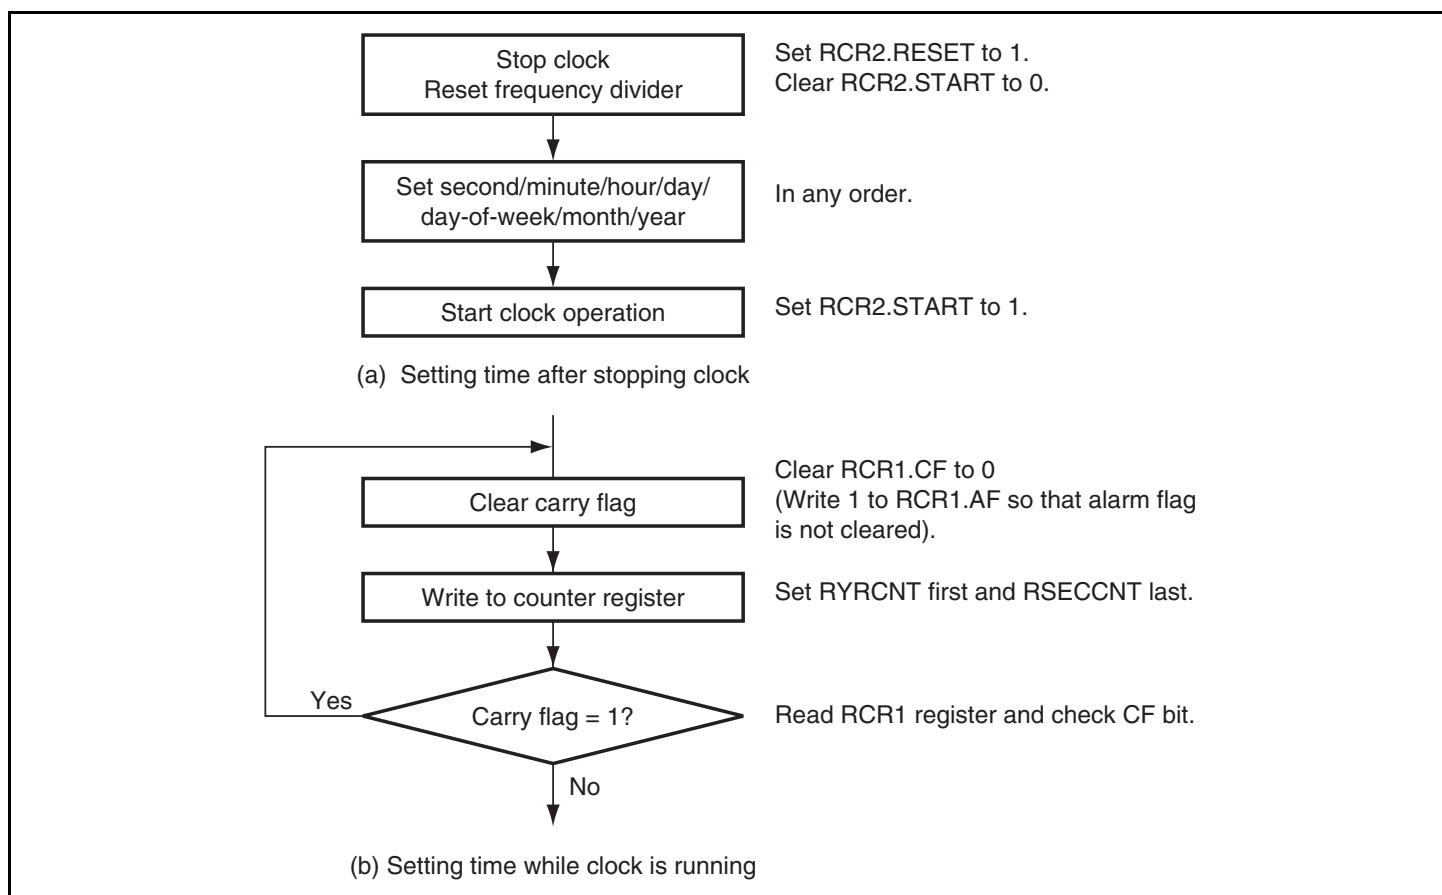 Stop clock
Reset frequency divider
Set RCR2.RESET to 1.
Clear RCR2.START to 0.
Set second/minute/hour/day/
day-of-week/month/year
In any order.
Start clock operation
Set RCR2.START to 1.
(a) Setting time after stopping clock
Clear carry flag
Clear RCR1.CF to 0
(Write 1 to RCR1.AF so that alarm flag
is not cleared).
Write to counter register
Set RYRCNT first and RSECCNT last.
Yes
Carry flag = 1?
Read RCR1 register and check CF bit.
No
(b) Setting time while clock is running